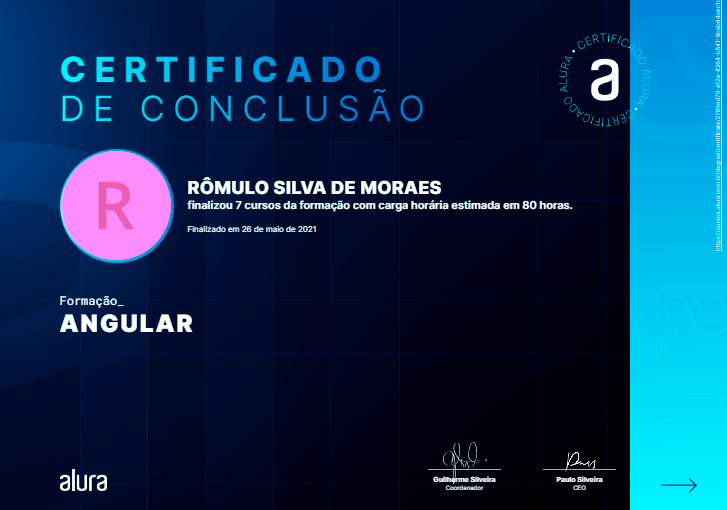 CERTIFICADO
DE CONCLUSÃO
CERTIFICADO ALURA • CERTIFICADO ALURA •
a
R
RÔMULO SILVA DE MORAES
finalizou 7 cursos da formação com carga horária estimada em 80 horas.
Finalizado em 26 de maio de 2021
Formação_
ANGULAR
alura
Guilherme Silveira
Coordenador
Paulo Silveira
CEO